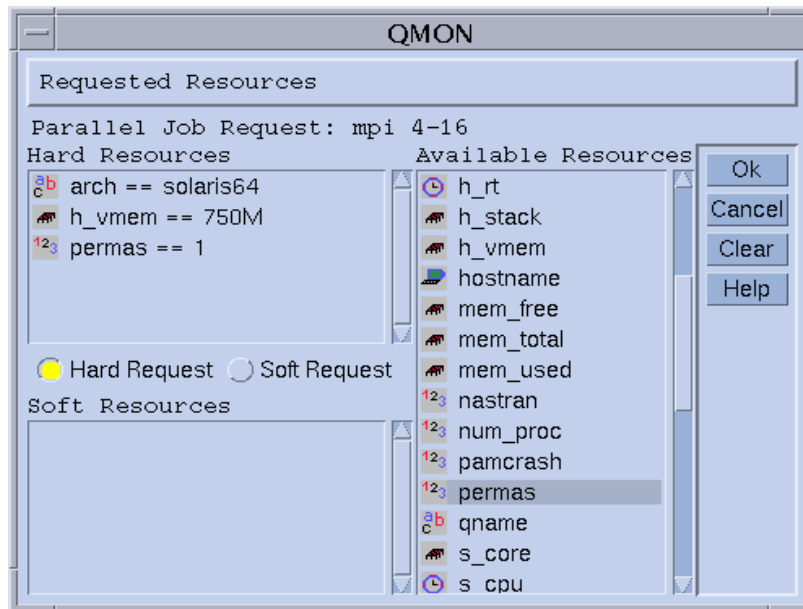 QMON
Requested Resources
Parallel Job Request: mpi 4-16
Hard Resources
arch == solaris64
h_vmem == 750M
permas == 1
Hard Request
Soft Request
Soft Resources
Available Resources
h_rt
h_stack
h_vmem
hostname
mem_free
mem_total
mem_used
nastran
num_proc
pamcrash
permas
qname
s_core
s_cpu
Ok
Cancel
Clear
Help